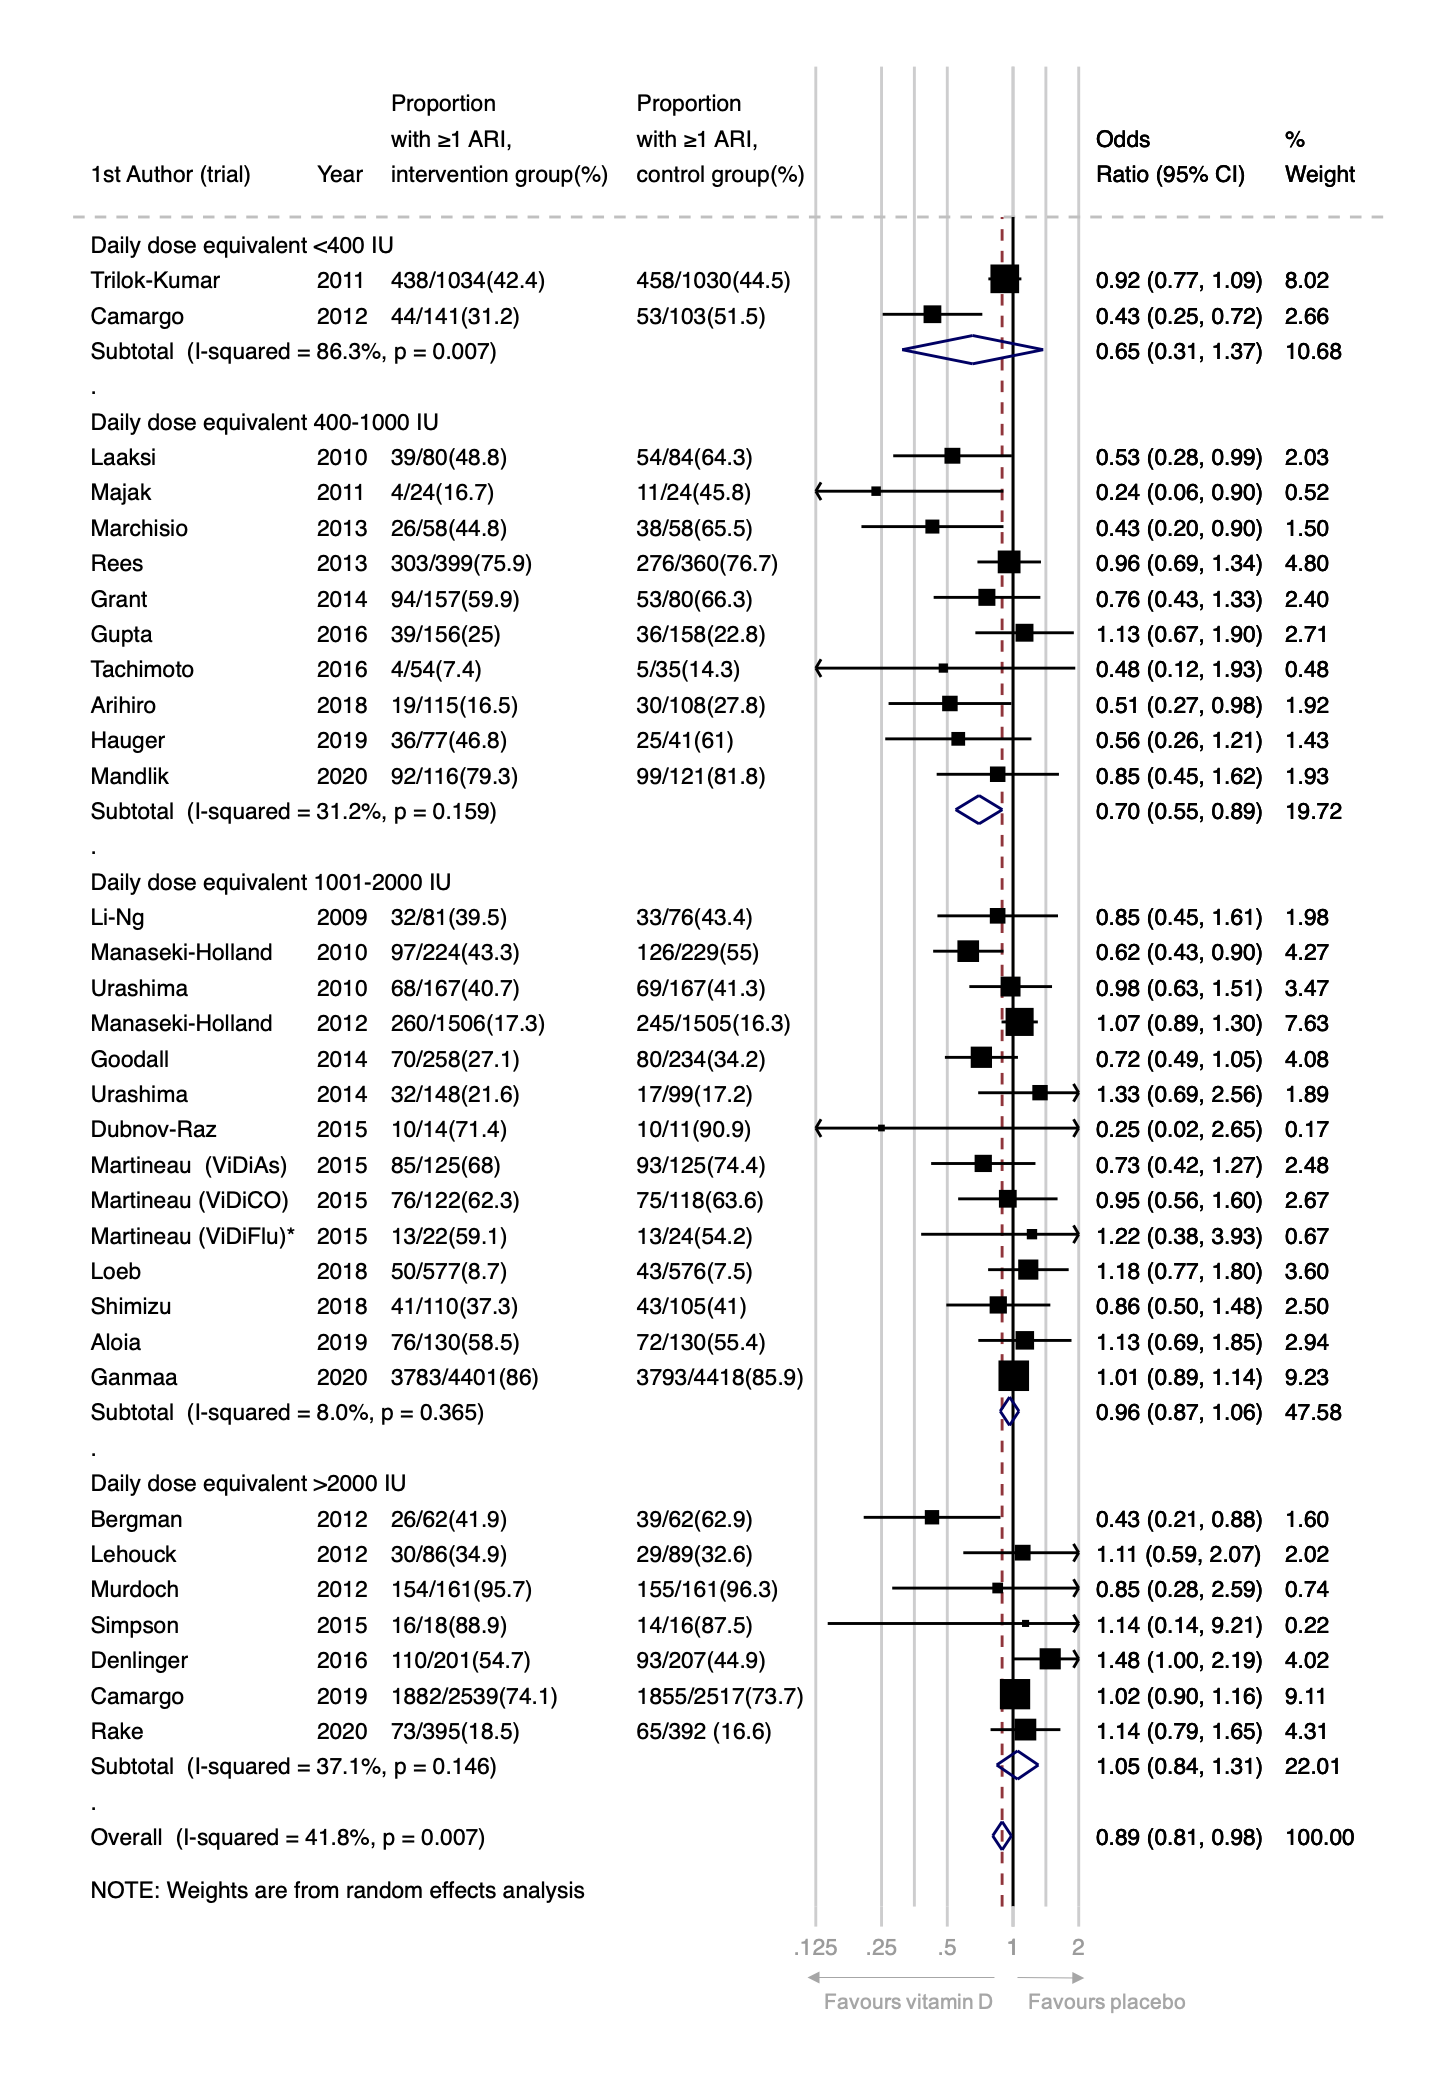 Proportion Proportion
with ≥1 ARI, with ≥1 ARI, Odds %
1st Author (trial) Year intervention group(%) control group(%) Ratio (95% CI) Weight
Daily dose equivalent <400 IU
Trilok-Kumar 2011 438/1034(42.4) 458/1030(44.5) 0.92 (0.77, 1.09) 8.02
Camargo 2012 44/141(31.2) 53/103(51.5) 0.43 (0.25, 0.72) 2.66
Subtotal (I-squared = 86.3%, p = 0.007) 0.65 (0.31, 1.37) 10.68
.
Daily dose equivalent 400-1000 IU
Laaksi 2010 39/80(48.8) 54/84(64.3) 0.53 (0.28, 0.99) 2.03
Majak 2011 4/24(16.7) 11/24(45.8) 0.24 (0.06, 0.90) 0.52
Marchisio 2013 26/58(44.8) 38/58(65.5) 0.43 (0.20, 0.90) 1.50
Rees 2013 303/399(75.9) 276/360(76.7) 0.96 (0.69, 1.34) 4.80
Grant 2014 94/157(59.9) 53/80(66.3) 0.76 (0.43, 1.33) 2.40
Gupta 2016 39/156(25) 36/158(22.8) 1.13 (0.67, 1.90) 2.71
Tachimoto 2016 4/54(7.4) 5/35(14.3) 0.48 (0.12, 1.93) 0.48
Arihiro 2018 19/115(16.5) 30/108(27.8) 0.51 (0.27, 0.98) 1.92
Hauger 2019 36/77(46.8) 25/41(61) 0.56 (0.26, 1.21) 1.43
Mandlik 2020 92/116(79.3) 99/121(81.8) 0.85 (0.45, 1.62) 1.93
Subtotal (I-squared = 31.2%, p = 0.159) 0.70 (0.55, 0.89) 19.72
.
Daily dose equivalent 1001-2000 IU
Li-Ng 2009 32/81(39.5) 33/76(43.4) 0.85 (0.45, 1.61) 1.98
Manaseki-Holland 2010 97/224(43.3) 126/229(55) 0.62 (0.43, 0.90) 4.27
Urashima 2010 68/167(40.7) 69/167(41.3) 0.98 (0.63, 1.51) 3.47
Manaseki-Holland 2012 260/1506(17.3) 245/1505(16.3) 1.07 (0.89, 1.30) 7.63
Goodall 2014 70/258(27.1) 80/234(34.2) 0.72 (0.49, 1.05) 4.08
Urashima 2014 32/148(21.6) 17/99(17.2) 1.33 (0.69, 2.56) 1.89
Dubnov-Raz 2015 10/14(71.4) 10/11(90.9) 0.25 (0.02, 2.65) 0.17
Martineau (ViDiAs) 2015 85/125(68) 93/125(74.4) 0.73 (0.42, 1.27) 2.48
Martineau (ViDiCO) 2015 76/122(62.3) 75/118(63.6) 0.95 (0.56, 1.60) 2.67
Martineau (ViDiFlu)* 2015 13/22(59.1) 13/24(54.2) 1.22 (0.38, 3.93) 0.67
Loeb 2018 50/577(8.7) 43/576(7.5) 1.18 (0.77, 1.80) 3.60
Shimizu 2018 41/110(37.3) 43/105(41) 0.86 (0.50, 1.48) 2.50
Aloia 2019 76/130(58.5) 72/130(55.4) 1.13 (0.69, 1.85) 2.94
Ganmaa 2020 3783/4401(86) 3793/4418(85.9) 1.01 (0.89, 1.14) 9.23
Subtotal (I-squared = 8.0%, p = 0.365) 0.96 (0.87, 1.06) 47.58
.
Daily dose equivalent >2000 IU
Bergman 2012 26/62(41.9) 39/62(62.9) 0.43 (0.21, 0.88) 1.60
Lehouck 2012 30/86(34.9) 29/89(32.6) 1.11 (0.59, 2.07) 2.02
Murdoch 2012 154/161(95.7) 155/161(96.3) 0.85 (0.28, 2.59) 0.74
Simpson 2015 16/18(88.9) 14/16(87.5) 1.14 (0.14, 9.21) 0.22
Denlinger 2016 110/201(54.7) 93/207(44.9) 1.48 (1.00, 2.19) 4.02
Camargo 2019 1882/2539(74.1) 1855/2517(73.7) 1.02 (0.90, 1.16) 9.11
Rake 2020 73/395(18.5) 65/392 (16.6) 1.14 (0.79, 1.65) 4.31
Subtotal (I-squared = 37.1%, p = 0.146) 1.05 (0.84, 1.31) 22.01
.
Overall (I-squared = 41.8%, p = 0.007) 0.89 (0.81, 0.98) 100.00
NOTE: Weights are from random effects analysis
.125 .25 .5 1 2
Favours vitamin D Favours placebo